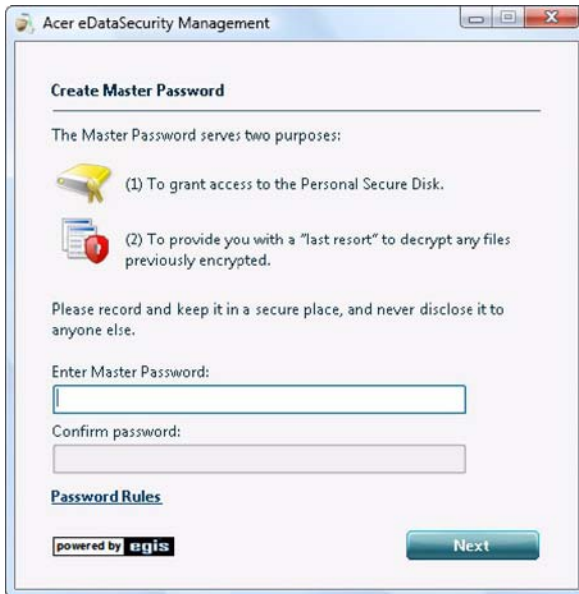 Acer eDataSecurity Management
Create Master Password
The Master Password serves two purposes:
(1) To grant access to the Personal Secure Disk.
(2) To provide you with a "last resort" to decrypt any files
previously encrypted.
Please record and keep it in a secure place, and never disclose it to
anyone else.
Enter Master Password:
Confirm password:
Password Rules
powered by egis
Next